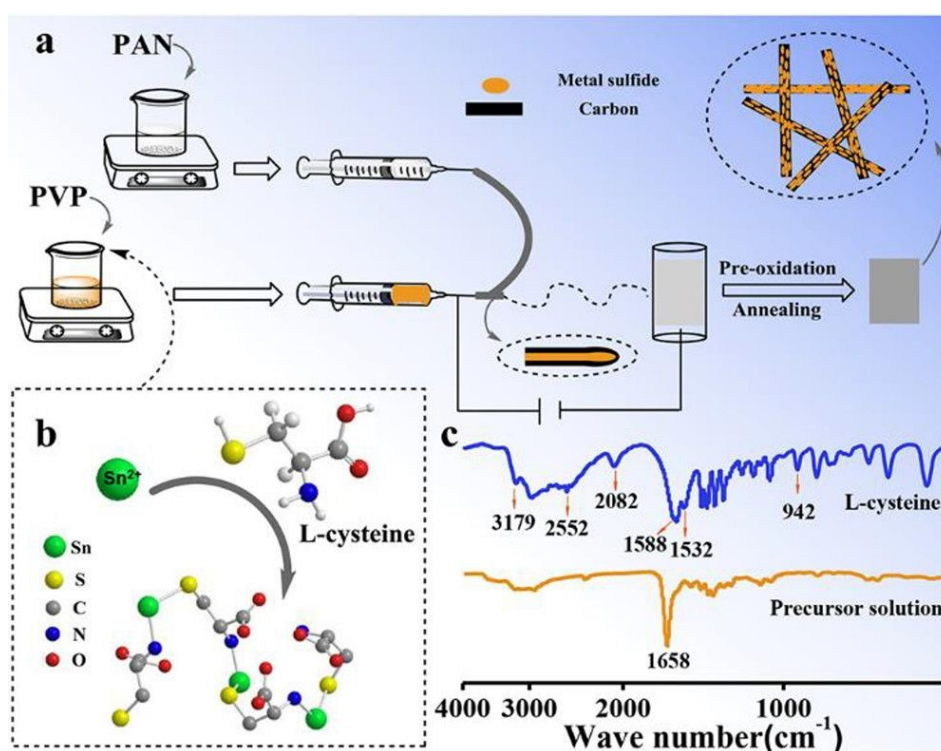 a
PAN
Metal sulfide
Carbon
PVP
Pre-oxidation
Annealing
b
Sn2+
L-cysteine
Sn
S
C
N
O
c
3179
2552
2082
1588
1532
942
L-cysteine
Precursor solution
1658
4000 3000 2000 1000
Wave number(cm-1)